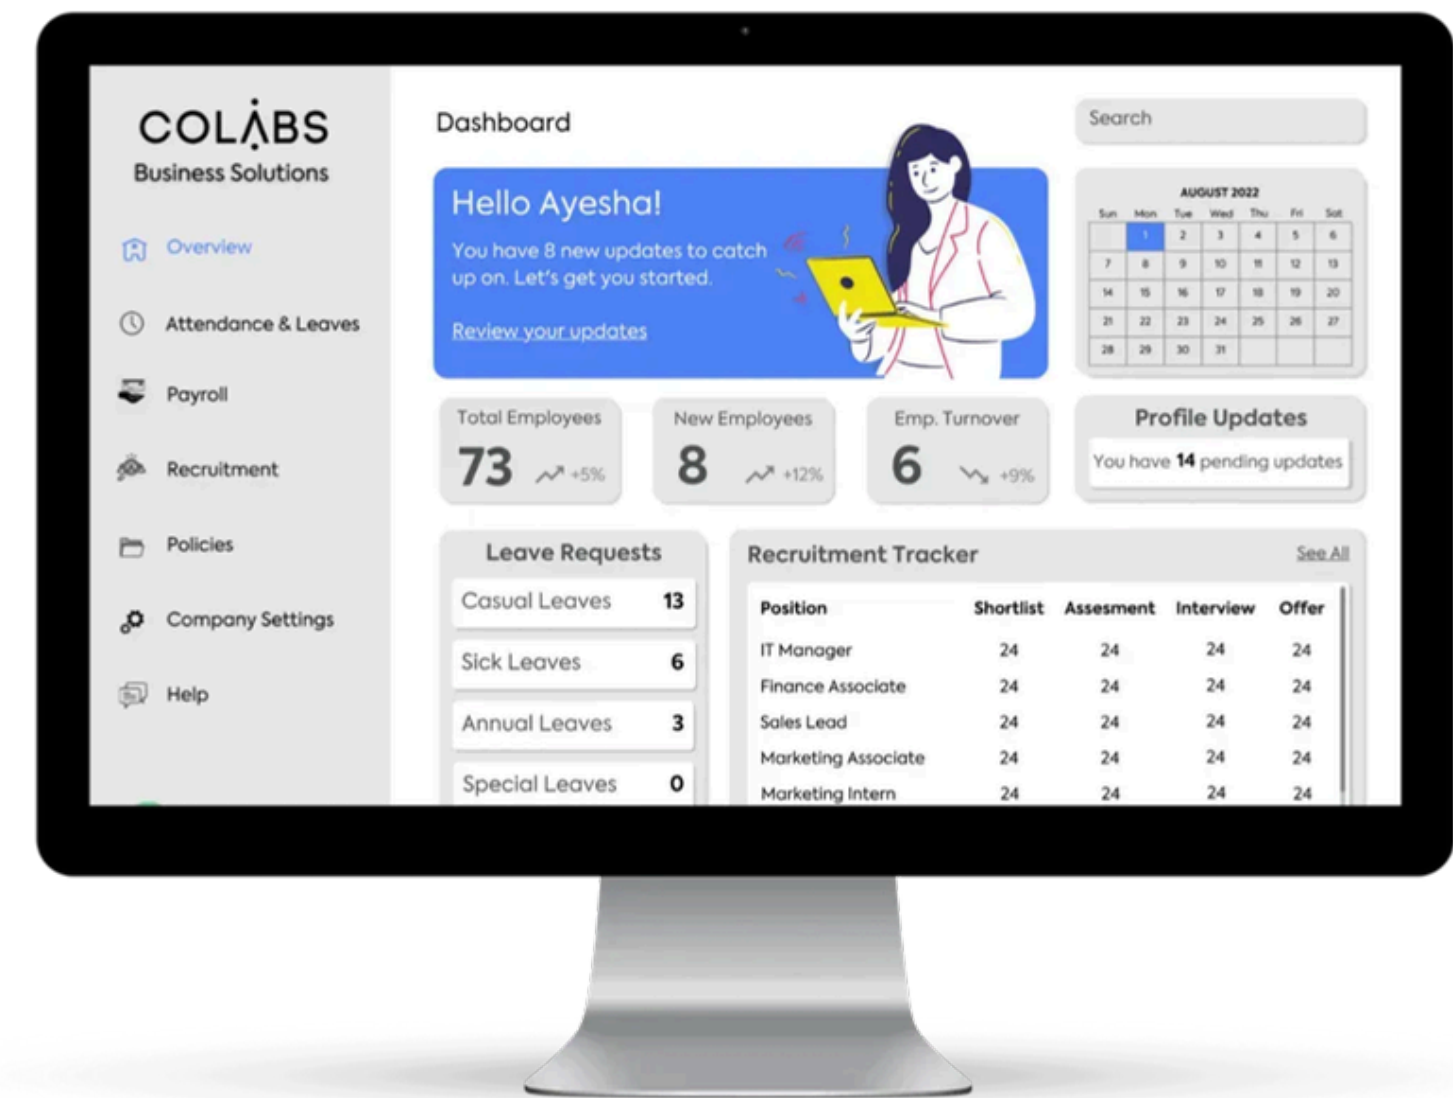 COLABS
Business Solutions
Overview
Attendance & Leaves
Payroll
Recruitment
Policies
Company Settings
Help
Dashboard
Search
Hello Ayesha!
You have 8 new updates to catch
up on. Let's get you started.
Review your updates
AUGUST 2022
Sun Mon Tue Wed Thu Fri Sat
1 2 3 4 5 6
7 8 9 10 11 12 13
14 15 16 17 18 19 20
21 22 23 24 25 26 27
28 29 30 31
Total Employees
73 +5%
New Employees
8 +12%
Emp. Turnover
6 +9%
Profile Updates
You have 14 pending updates
Leave Requests
Casual Leaves 13
Sick Leaves 6
Annual Leaves 3
Special Leaves 0
Recruitment Tracker See All
Position Shortlist Assesment Interview Offer
IT Manager 24 24 24 24
Finance Associate 24 24 24 24
Sales Lead 24 24 24 24
Marketing Associate 24 24 24 24
Marketing Intern 24 24 24 24